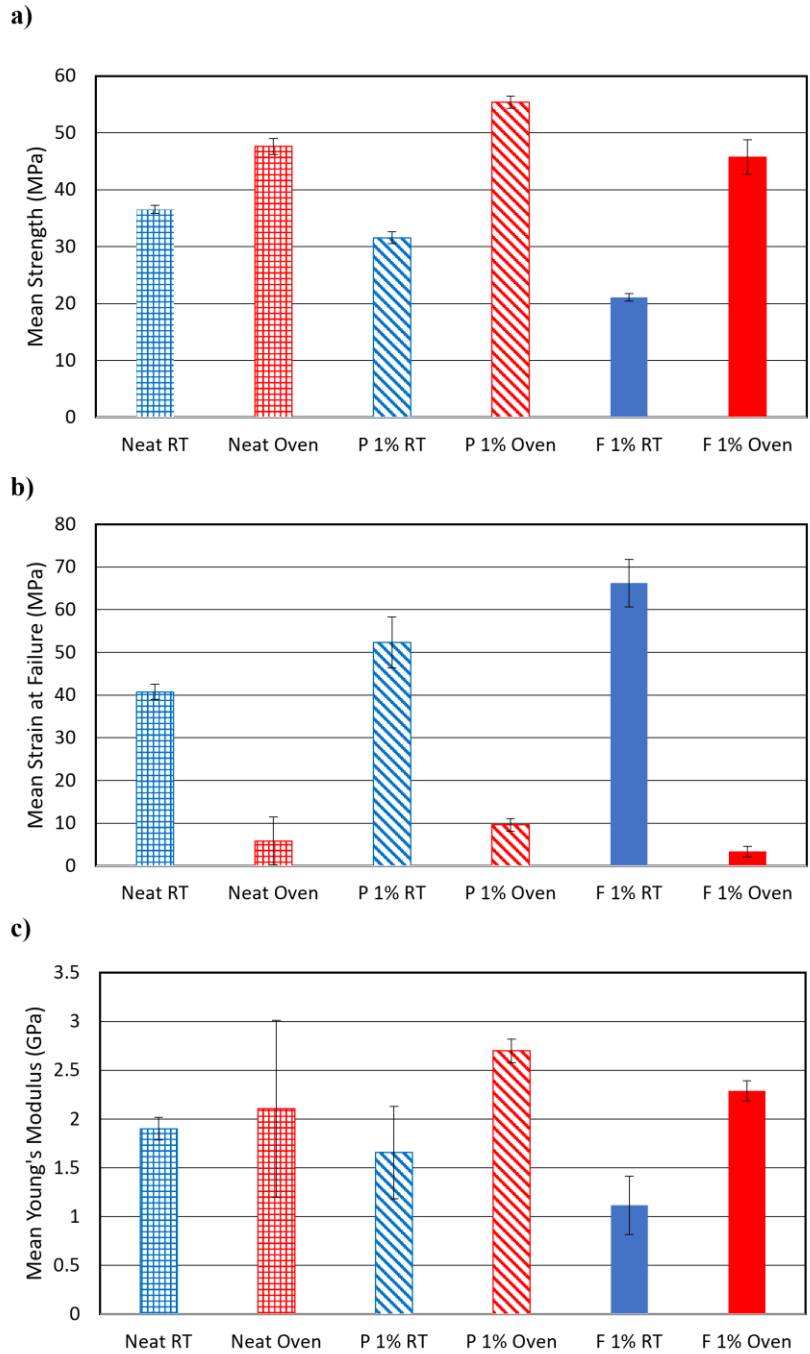 a)
Mean Strength (MPa)
60
50
40
30
20
10
0
Neat RT Neat Oven P 1% RT P 1% Oven F 1% RT F 1% Oven
b)
Mean Strain at Failure (MPa)
80
70
60
50
40
30
20
10
0
Neat RT Neat Oven P 1% RT P 1% Oven F 1% RT F 1% Oven
c)
Mean Young's Modulus (GPa)
3.5
3
2.5
2
1.5
1
0.5
0
Neat RT Neat Oven P 1% RT P 1% Oven F 1% RT F 1% Oven